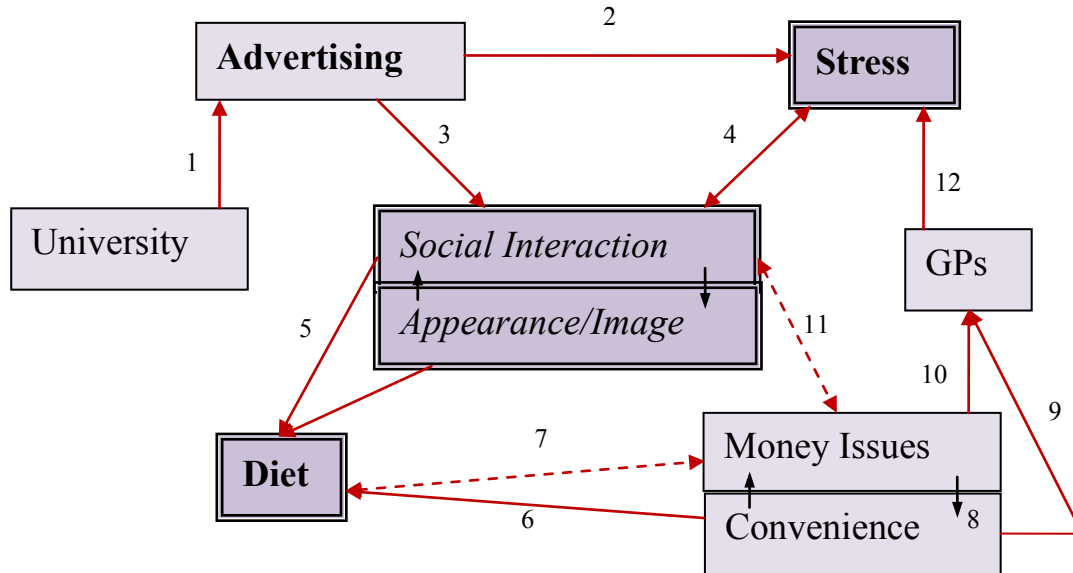 2
Advertising
Stress
3
4
1
12
University
Social Interaction
GPs
5
Appearance/Image
11
10
9
Money Issues
7
Diet
6
Convenience
8